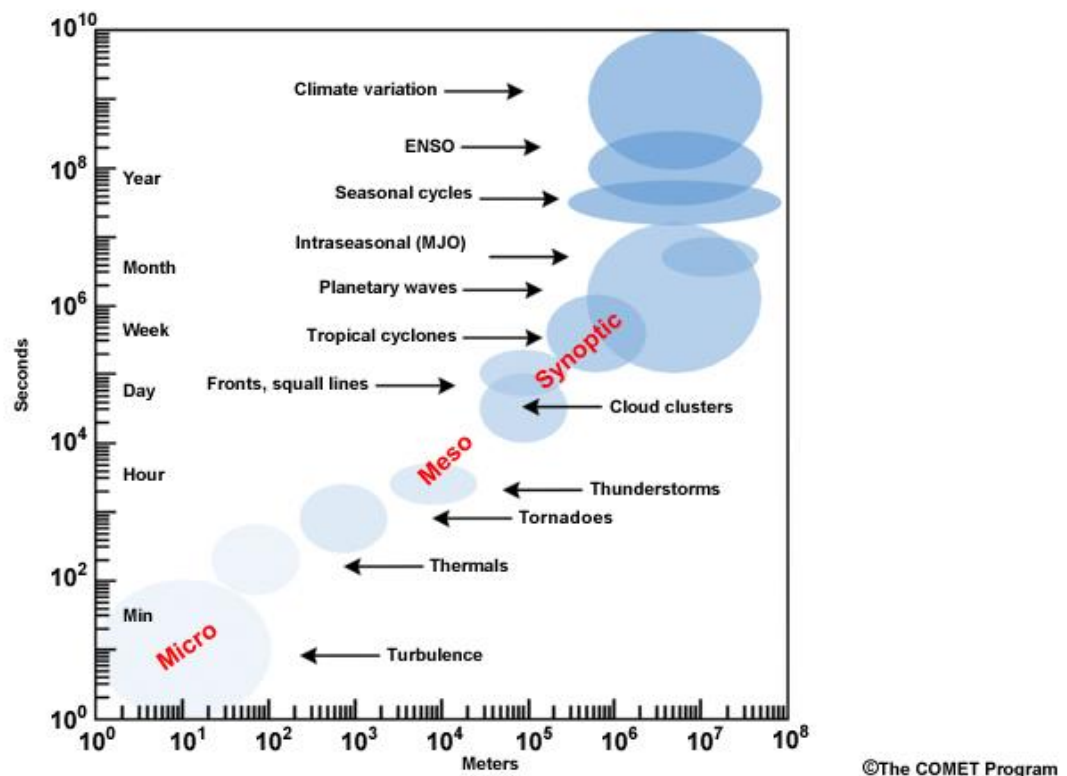 10^10
Climate variation
ENSO
10^8
Year
Seasonal cycles
Intraseasonal (MJO)
Month
Planetary waves
10^6
Week
Tropical cyclones
Synoptic
Seconds
Day
Fronts, squall lines
Cloud clusters
10^4
Meso
Hour
Thunderstorms
Tornadoes
Thermals
10^2
Min
Micro
Turbulence
10^0
10^0 10^1 10^2 10^3 10^4 10^5 10^6 10^7 10^8
Meters
©The COMET Program